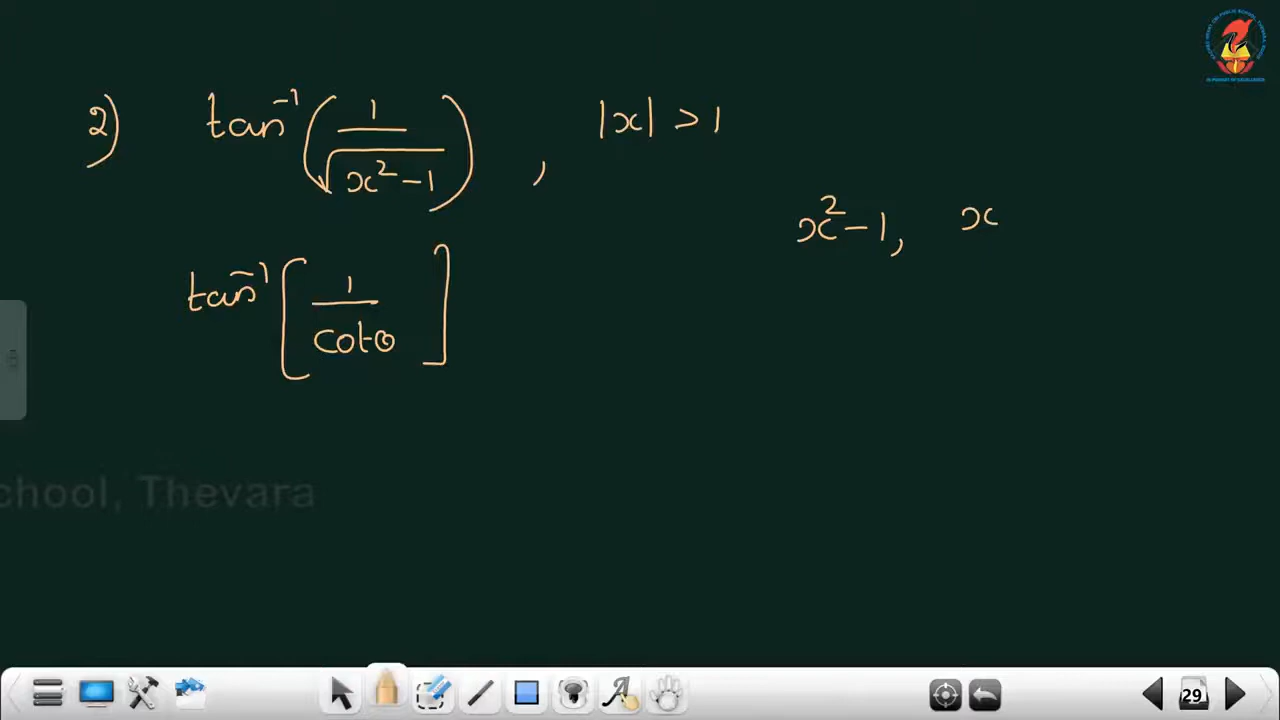 2) tan⁻¹(1/√(x²−1)) , |x| > 1
x²−1, x
tan⁻¹[1/cotθ]
chool, Thevara
29